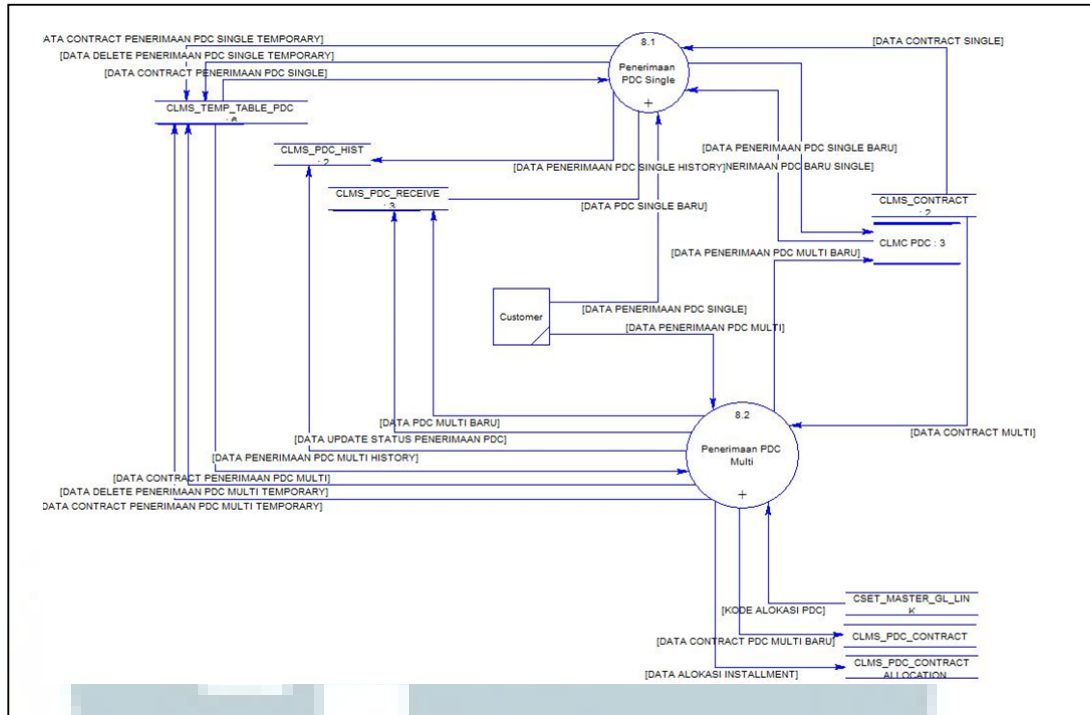 DATA CONTRACT PENERIMAAN PDC SINGLE TEMPORARY]
[DATA DELETE PENERIMAAN PDC SINGLE TEMPORARY]
[DATA CONTRACT PENERIMAAN PDC SINGLE]
8.1
Penerimaan
PDC Single
+
[DATA CONTRACT SINGLE]
CLMS_TEMP_TABLE_PDC
: 6
CLMS_PDC_HIST
: 2
[DATA PENERIMAAN PDC SINGLE BARU]
[DATA PENERIMAAN PDC SINGLE HISTORY]
NERIMAAN PDC BARU SINGLE]
CLMS_PDC_RECEIVE
: 3
[DATA PDC SINGLE BARU]
CLMS_CONTRACT
: 2
CLMC PDC : 3
[DATA PENERIMAAN PDC MULTI BARU]
Customer
[DATA PENERIMAAN PDC SINGLE]
[DATA PENERIMAAN PDC MULTI]
8.2
Penerimaan PDC
Multi
+
[DATA PDC MULTI BARU]
[DATA UPDATE STATUS PENERIMAAN PDC]
[DATA CONTRACT MULTI]
[DATA PENERIMAAN PDC MULTI HISTORY]
[DATA CONTRACT PENERIMAAN PDC MULTI]
[DATA DELETE PENERIMAAN PDC MULTI TEMPORARY]
DATA CONTRACT PENERIMAAN PDC MULTI TEMPORARY]
CSET_MASTER_GL_LIN
K
[KODE ALOKASI PDC]
CLMS_PDC_CONTRACT
[DATA CONTRACT PDC MULTI BARU]
CLMS_PDC_CONTRACT
ALLOCATION
[DATA ALOKASI INSTALLMENT]